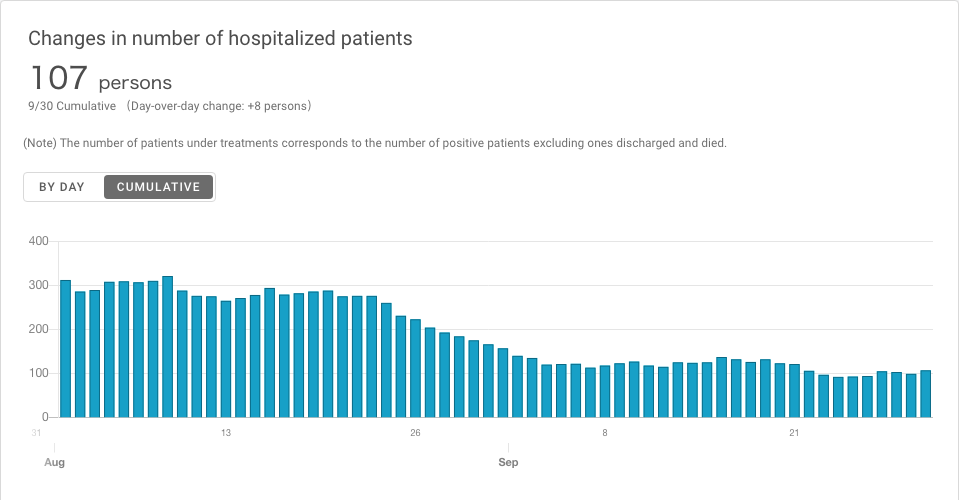 Changes in number of hospitalized patients
107 persons
9/30 Cumulative (Day-over-day change: +8 persons)
(Note) The number of patients under treatments corresponds to the number of positive patients excluding ones discharged and died.
BY DAY CUMULATIVE
400
300
200
100
0
31 13 26 8 21
Aug Sep